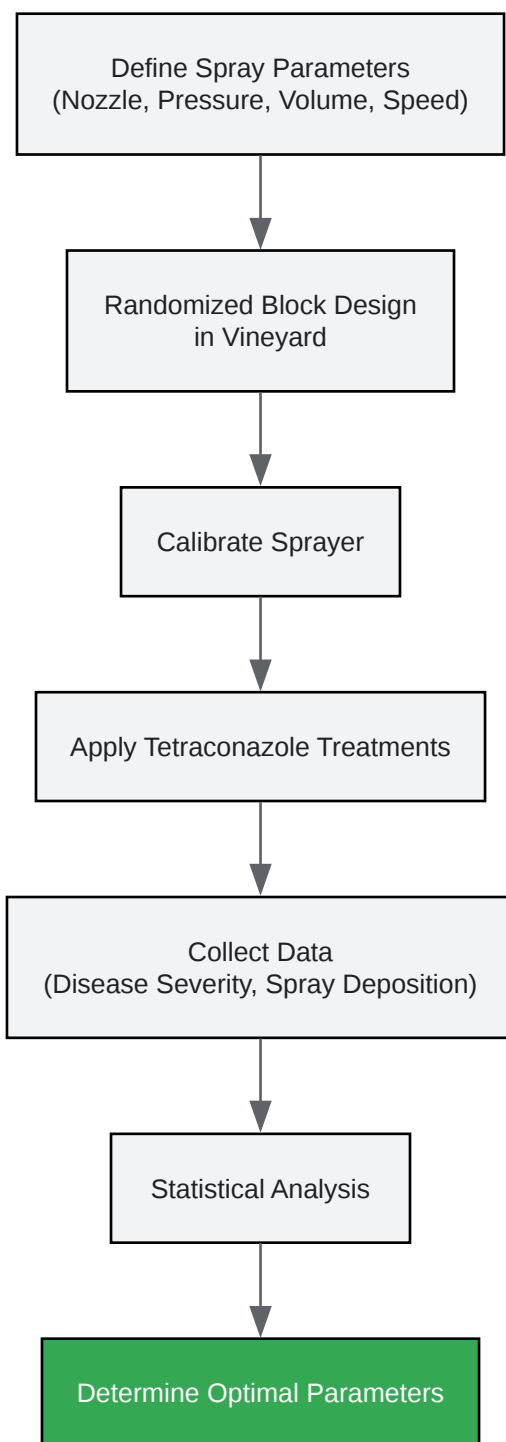 Define Spray Parameters
(Nozzle, Pressure, Volume, Speed)
Randomized Block Design
in Vineyard
Calibrate Sprayer
Apply Tetraconazole Treatments
Collect Data
(Disease Severity, Spray Deposition)
Statistical Analysis
Determine Optimal Parameters